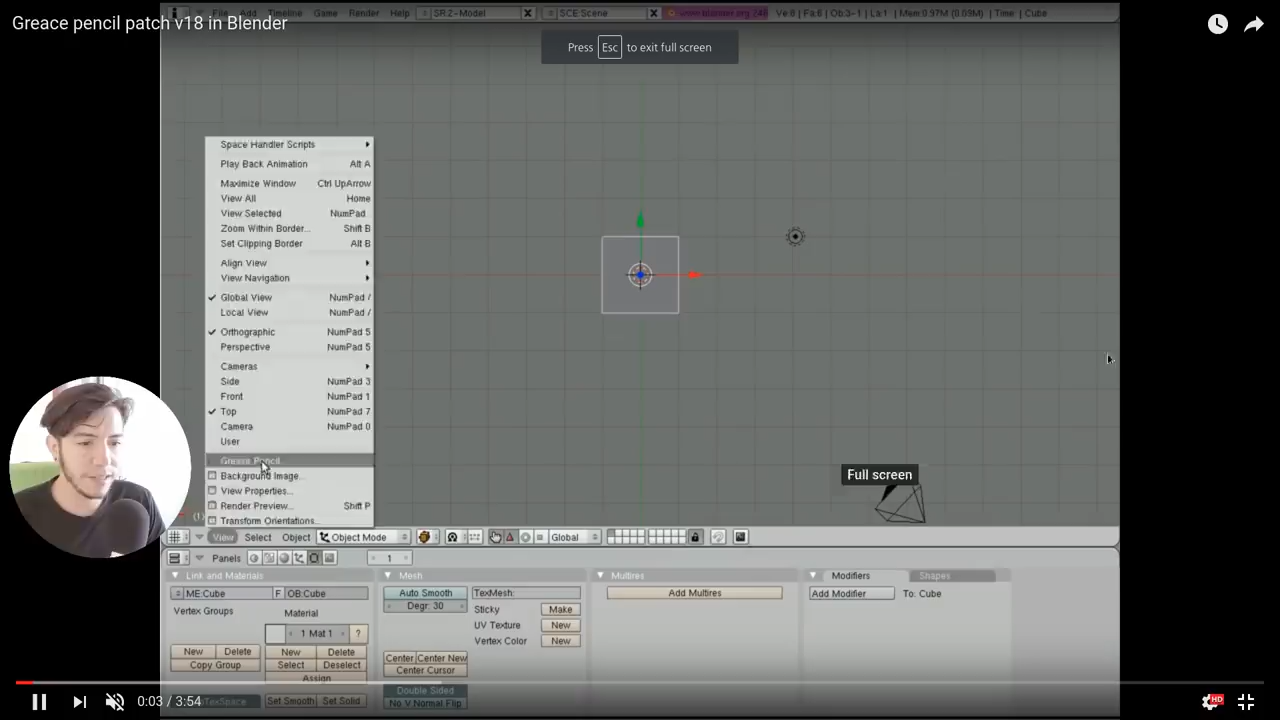 Greace pencil patch v18 in Blender
File Add Timeline Game Render Help SR:2-Model SCE:Scene www.blender.org 246 Ve:8 | Fa:6 | Ob:3-1 | La:1 | Mem:0.97M (0.09M) | Time: | Cube
Press Esc to exit full screen
Space Handler Scripts
Play Back Animation Alt A
Maximize Window Ctrl UpArrow
View All Home
View Selected NumPad
Zoom Within Border... Shift B
Set Clipping Border Alt B
Align View
View Navigation
Global View NumPad /
Local View NumPad /
Orthographic NumPad 5
Perspective NumPad 5
Cameras
Side NumPad 3
Front NumPad 1
Top NumPad 7
Camera NumPad 0
User
Grease Pencil...
Background Image...
View Properties...
Render Preview... Shift P
Transform Orientations...
Full screen
View Select Object Object Mode Global
Panels 1
Link and Materials Mesh Multires Modifiers Shapes
ME:Cube F OB:Cube Auto Smooth TexMesh: Add Multires Add Modifier To: Cube
Degr: 30
Vertex Groups Material Sticky Make
1 Mat 1 ? UV Texture New
Vertex Color New
New Delete New Delete Center Center New
Copy Group Select Deselect Center Cursor
Assign
Double Sided
TexSpace Set Smooth Set Solid No V.Normal Flip
0:03 / 3:54 HD